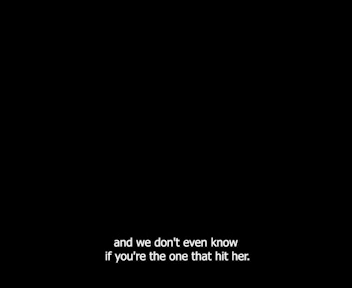 and we don't even know
if you're the one that hit her.